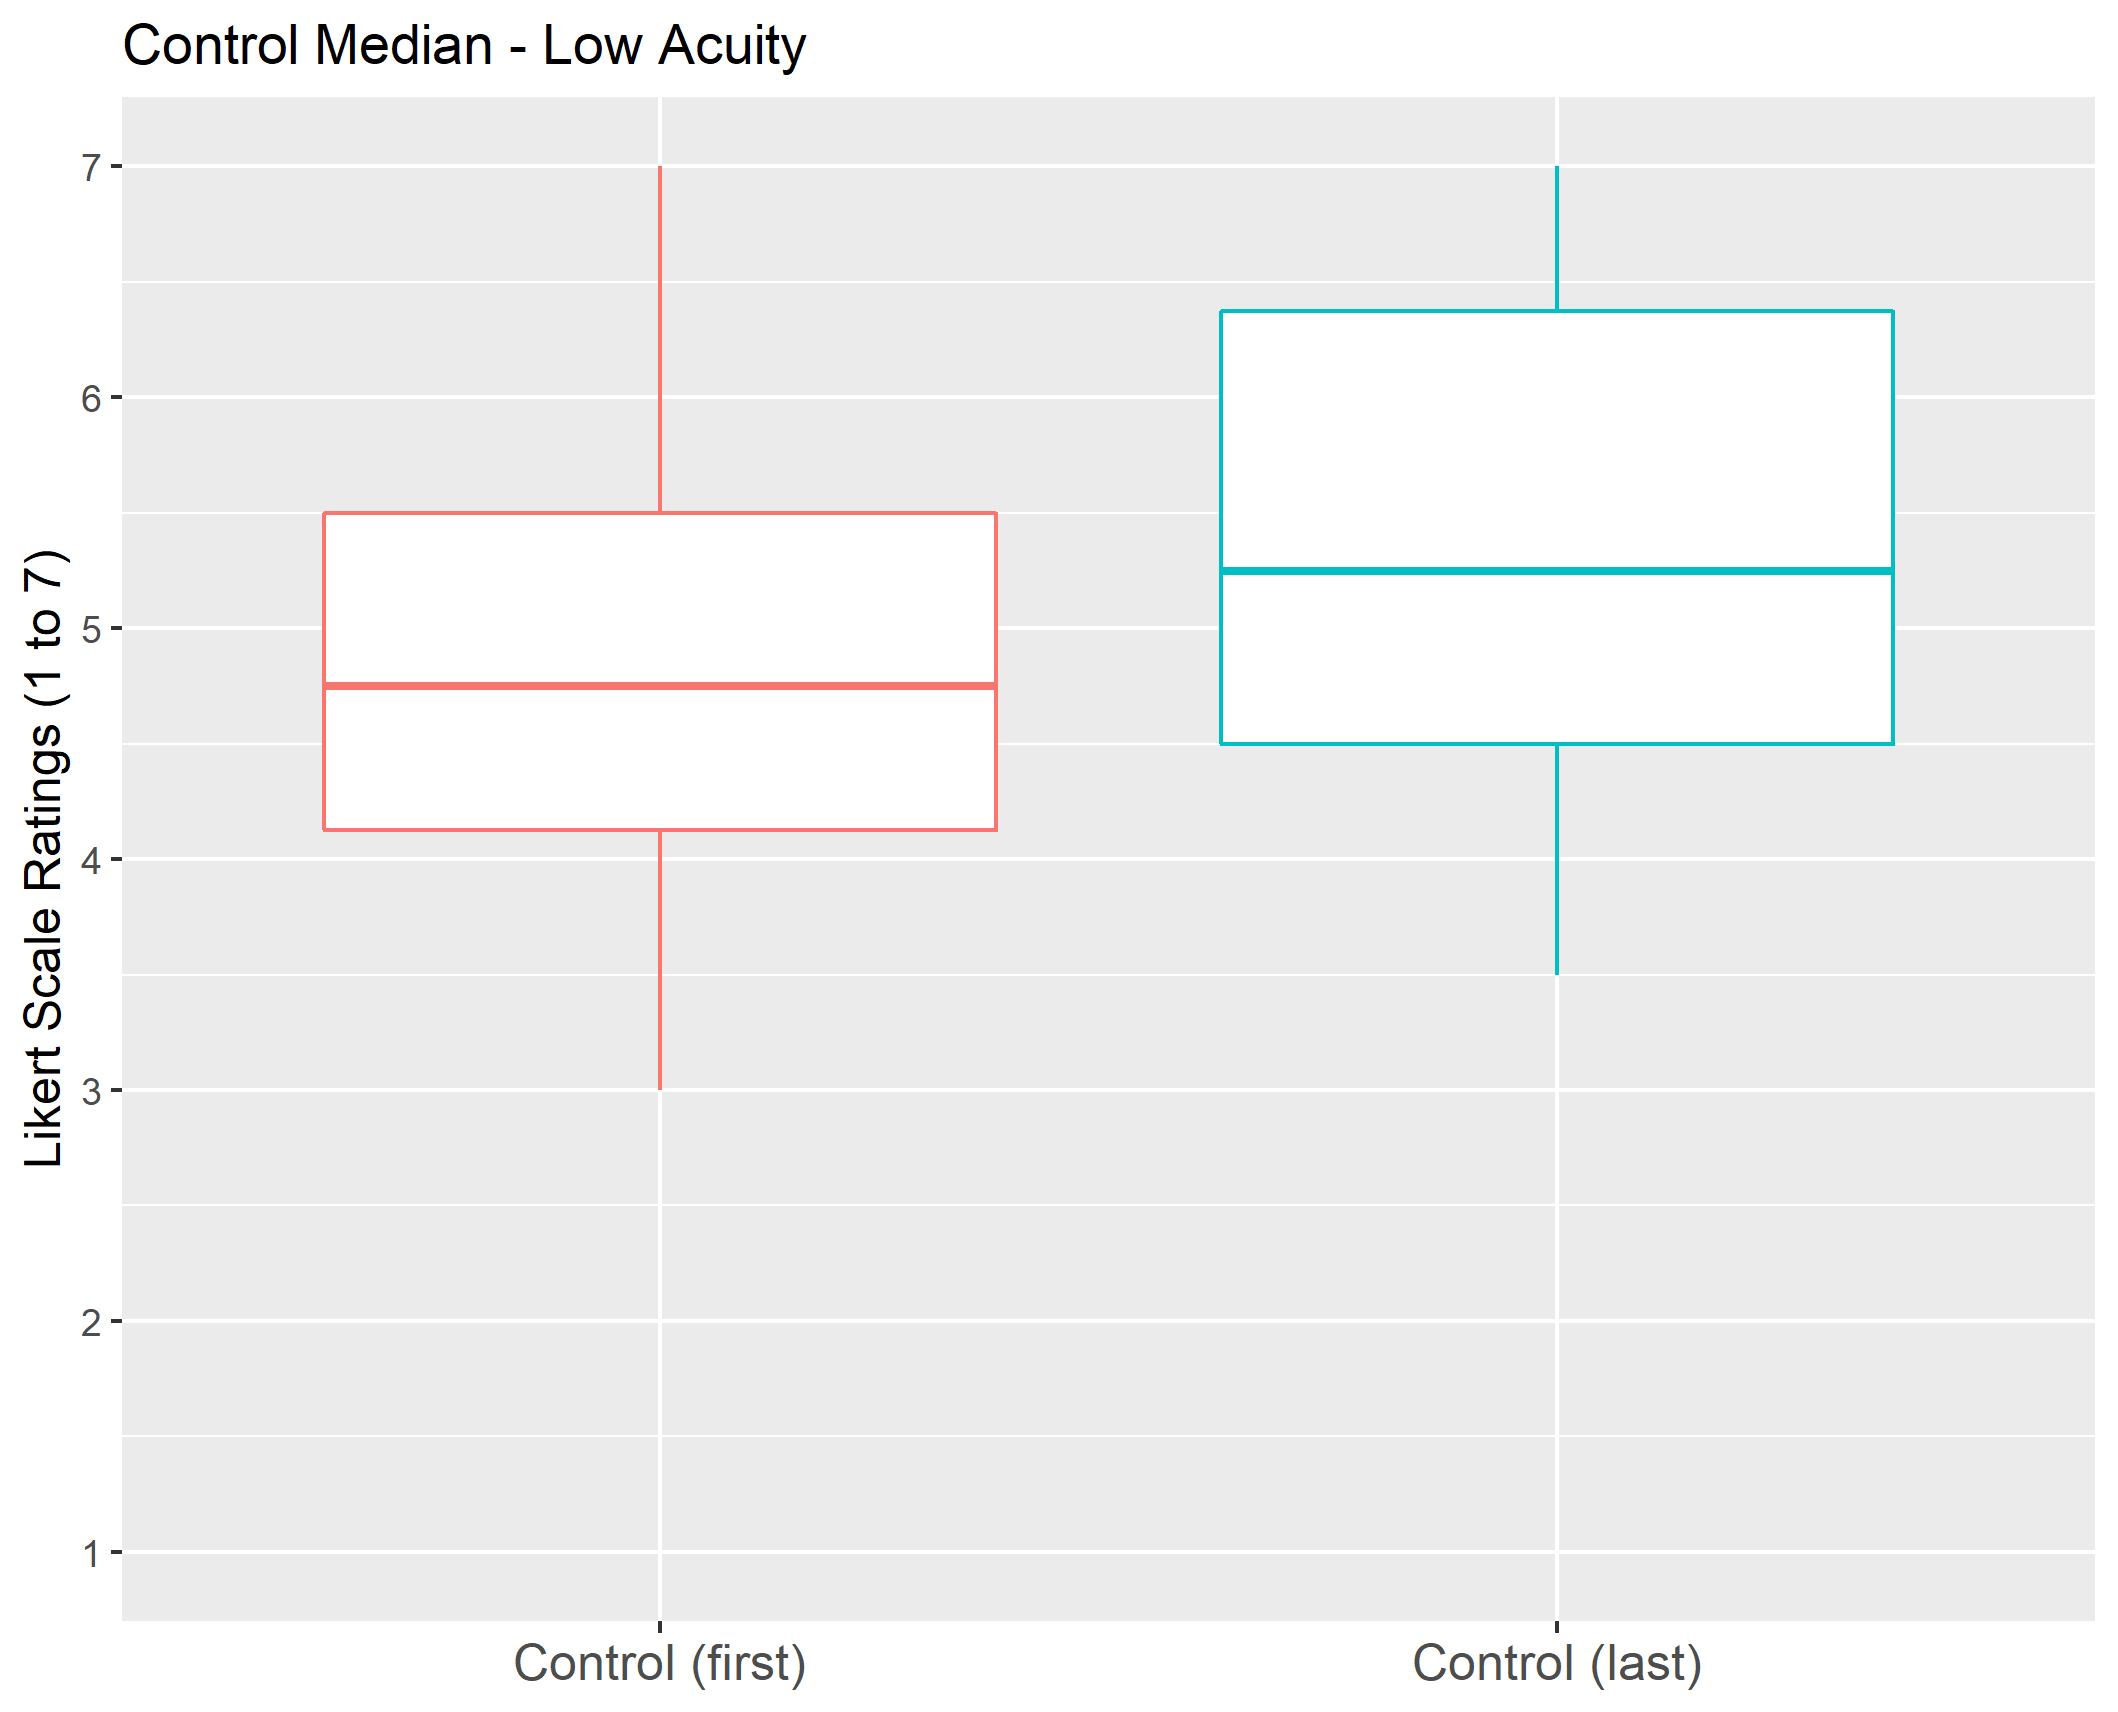 Control Median - Low Acuity
Likert Scale Ratings (1 to 7)
7
6
5
4
3
2
1
Control (first)
Control (last)